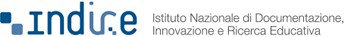 indire Istituto Nazionale di Documentazione,
Innovazione e Ricerca Educativa